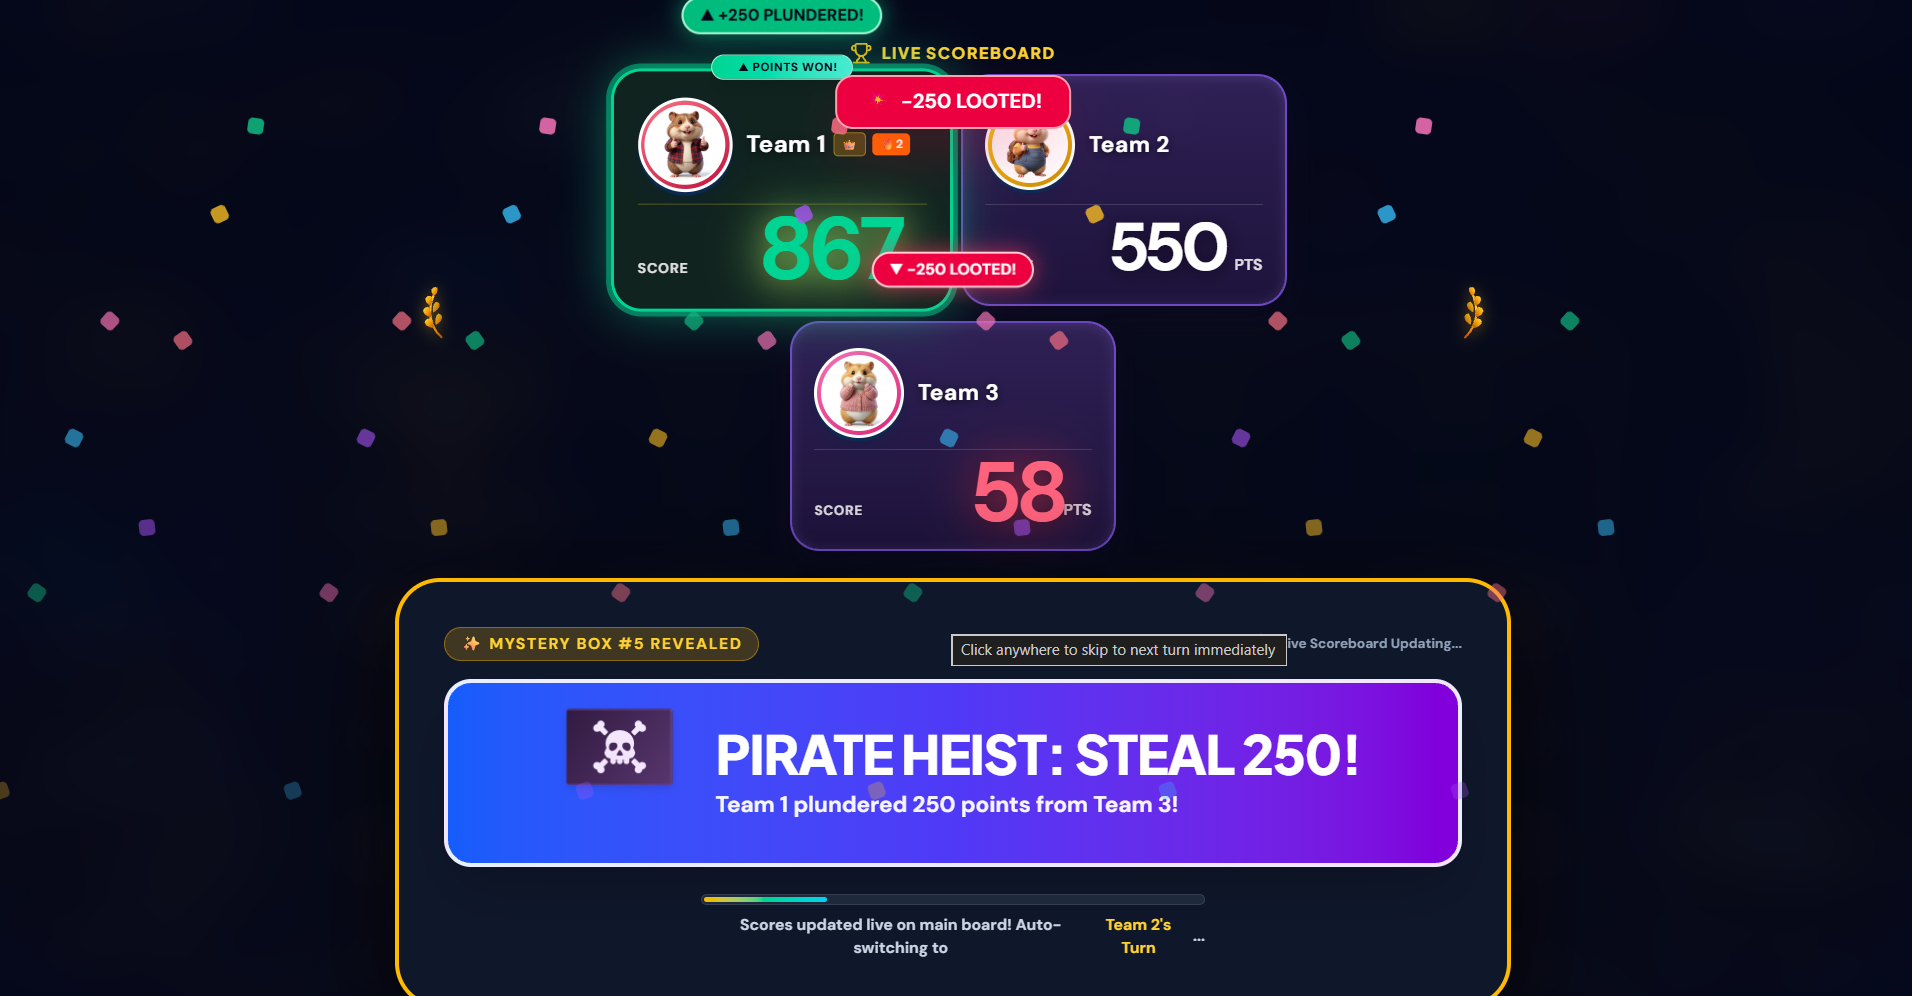 ▲ +250 PLUNDERED!
LIVE SCOREBOARD
▲ POINTS WON!
-250 LOOTED!
Team 1
2
Team 2
SCORE
867
▼ -250 LOOTED!
550 PTS
Team 3
SCORE
58 PTS
MYSTERY BOX #5 REVEALED
Click anywhere to skip to next turn immediately
ive Scoreboard Updating...
PIRATE HEIST: STEAL 250!
Team 1 plundered 250 points from Team 3!
Scores updated live on main board! Auto-
switching to
Team 2's
Turn
...